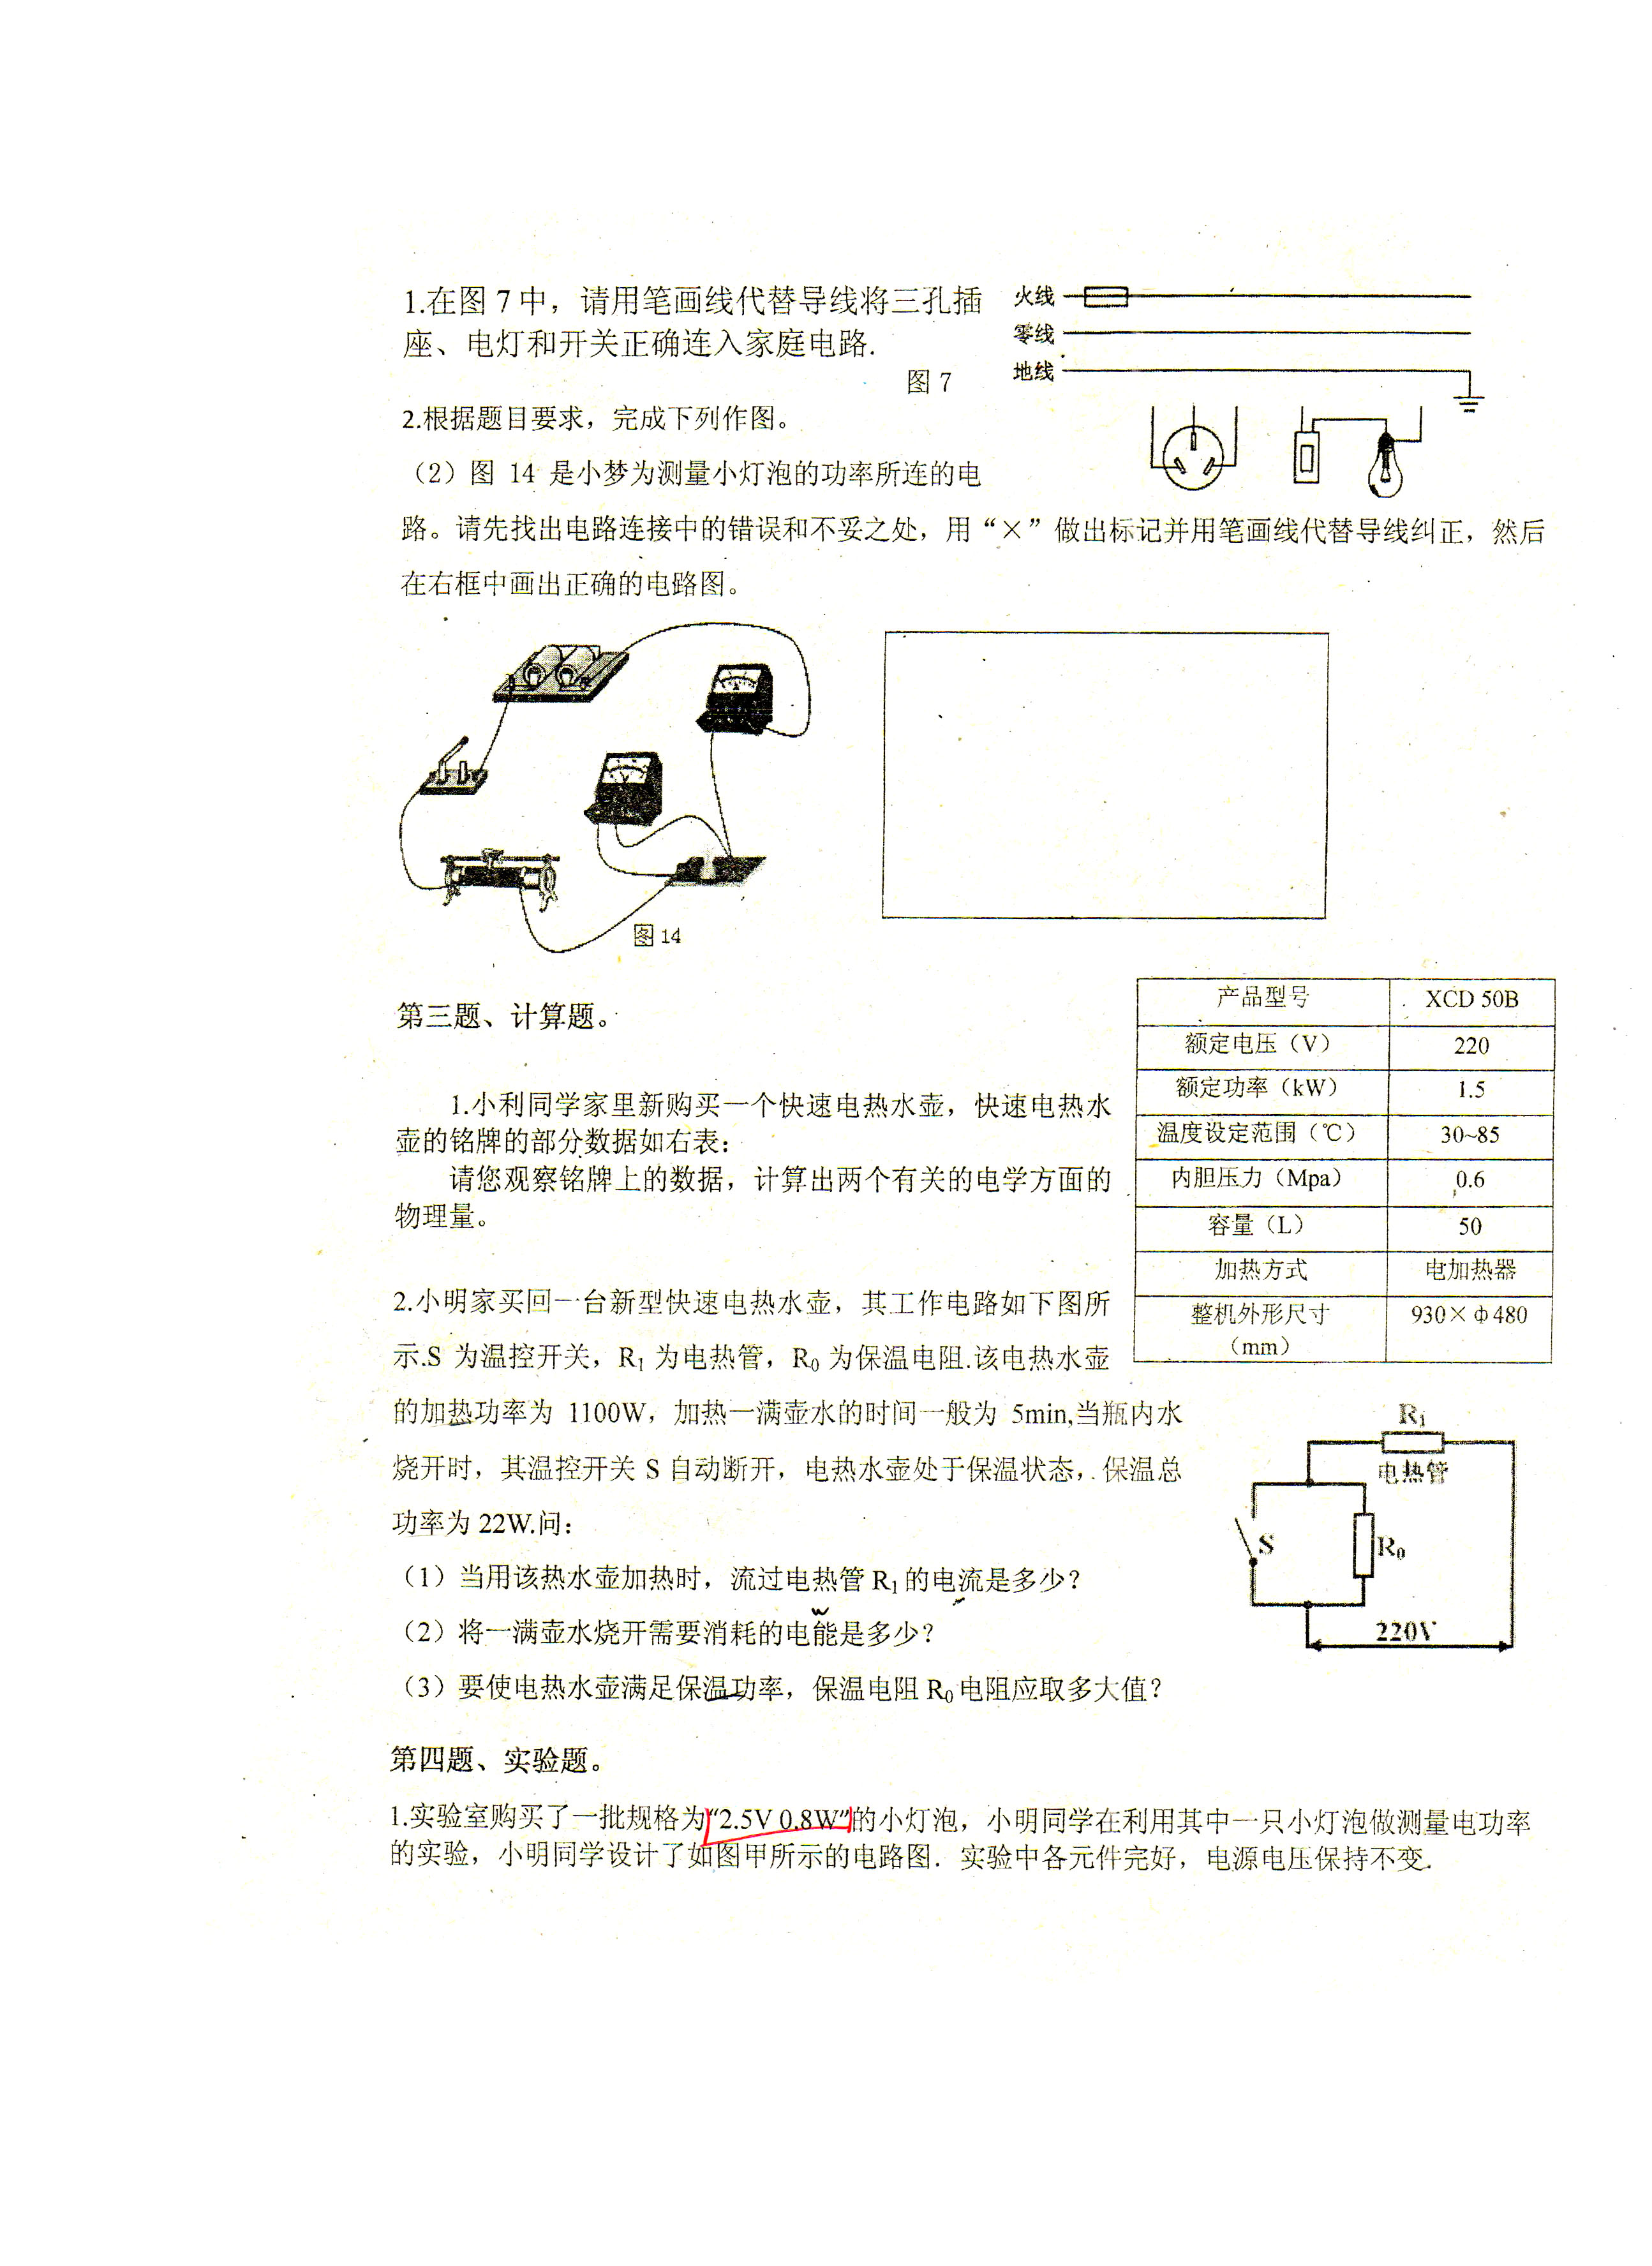 1.在图 7 中，请用笔画线代替导线将三孔插
座、电灯和开关正确连入家庭电路.
图 7
火线
零线
地线
2.根据题目要求，完成下列作图。
（2）图 14 是小梦为测量小灯泡的功率所连的电
路。请先找出电路连接中的错误和不妥之处，用“×”做出标记并用笔画线代替导线纠正，然后
在右框中画出正确的电路图。
图 14
第三题、计算题。
1.小利同学家里新购买一个快速电热水壶，快速电热水
壶的铭牌的部分数据如右表：
请您观察铭牌上的数据，计算出两个有关的电学方面的
物理量。
产品型号 XCD 50B
额定电压（V） 220
额定功率（kW） 1.5
温度设定范围（℃） 30~85
内胆压力（Mpa） 0.6
容量（L） 50
加热方式 电加热器
整机外形尺寸 930×ф480
（mm）
2.小明家买回一台新型快速电热水壶，其工作电路如下图所
示.S 为温控开关，R₁ 为电热管，R₀ 为保温电阻.该电热水壶
的加热功率为 1100W，加热一满壶水的时间一般为 5min,当瓶内水
烧开时，其温控开关 S 自动断开，电热水壶处于保温状态，保温总
功率为 22W.问：
（1）当用该热水壶加热时，流过电热管 R₁ 的电流是多少？
w
（2）将一满壶水烧开需要消耗的电能是多少？
（3）要使电热水壶满足保温功率，保温电阻 R₀ 电阻应取多大值？
R₁
电热管
S
R₀
220V
第四题、实验题。
1.实验室购买了一批规格为“2.5V 0.8W”的小灯泡，小明同学在利用其中一只小灯泡做测量电功率
的实验，小明同学设计了如图甲所示的电路图．实验中各元件完好，电源电压保持不变.